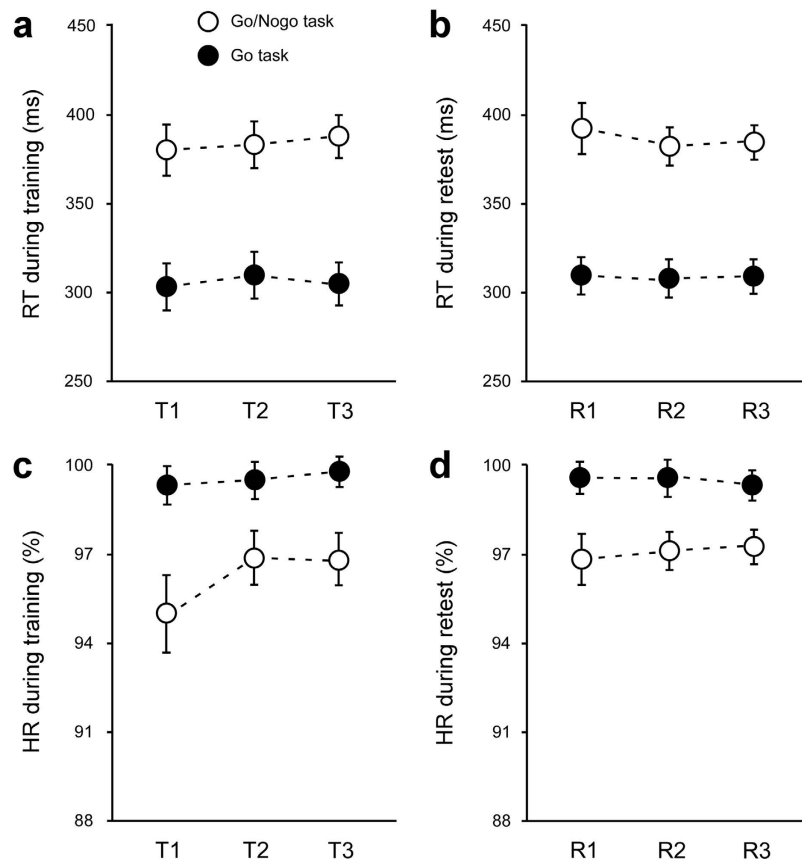 a
Go/Nogo task
Go task
RT during training (ms)
450
400
350
300
250
T1 T2 T3
b
RT during retest (ms)
450
400
350
300
250
R1 R2 R3
c
HR during training (%)
100
97
94
91
88
T1 T2 T3
d
HR during retest (%)
100
97
94
91
88
R1 R2 R3